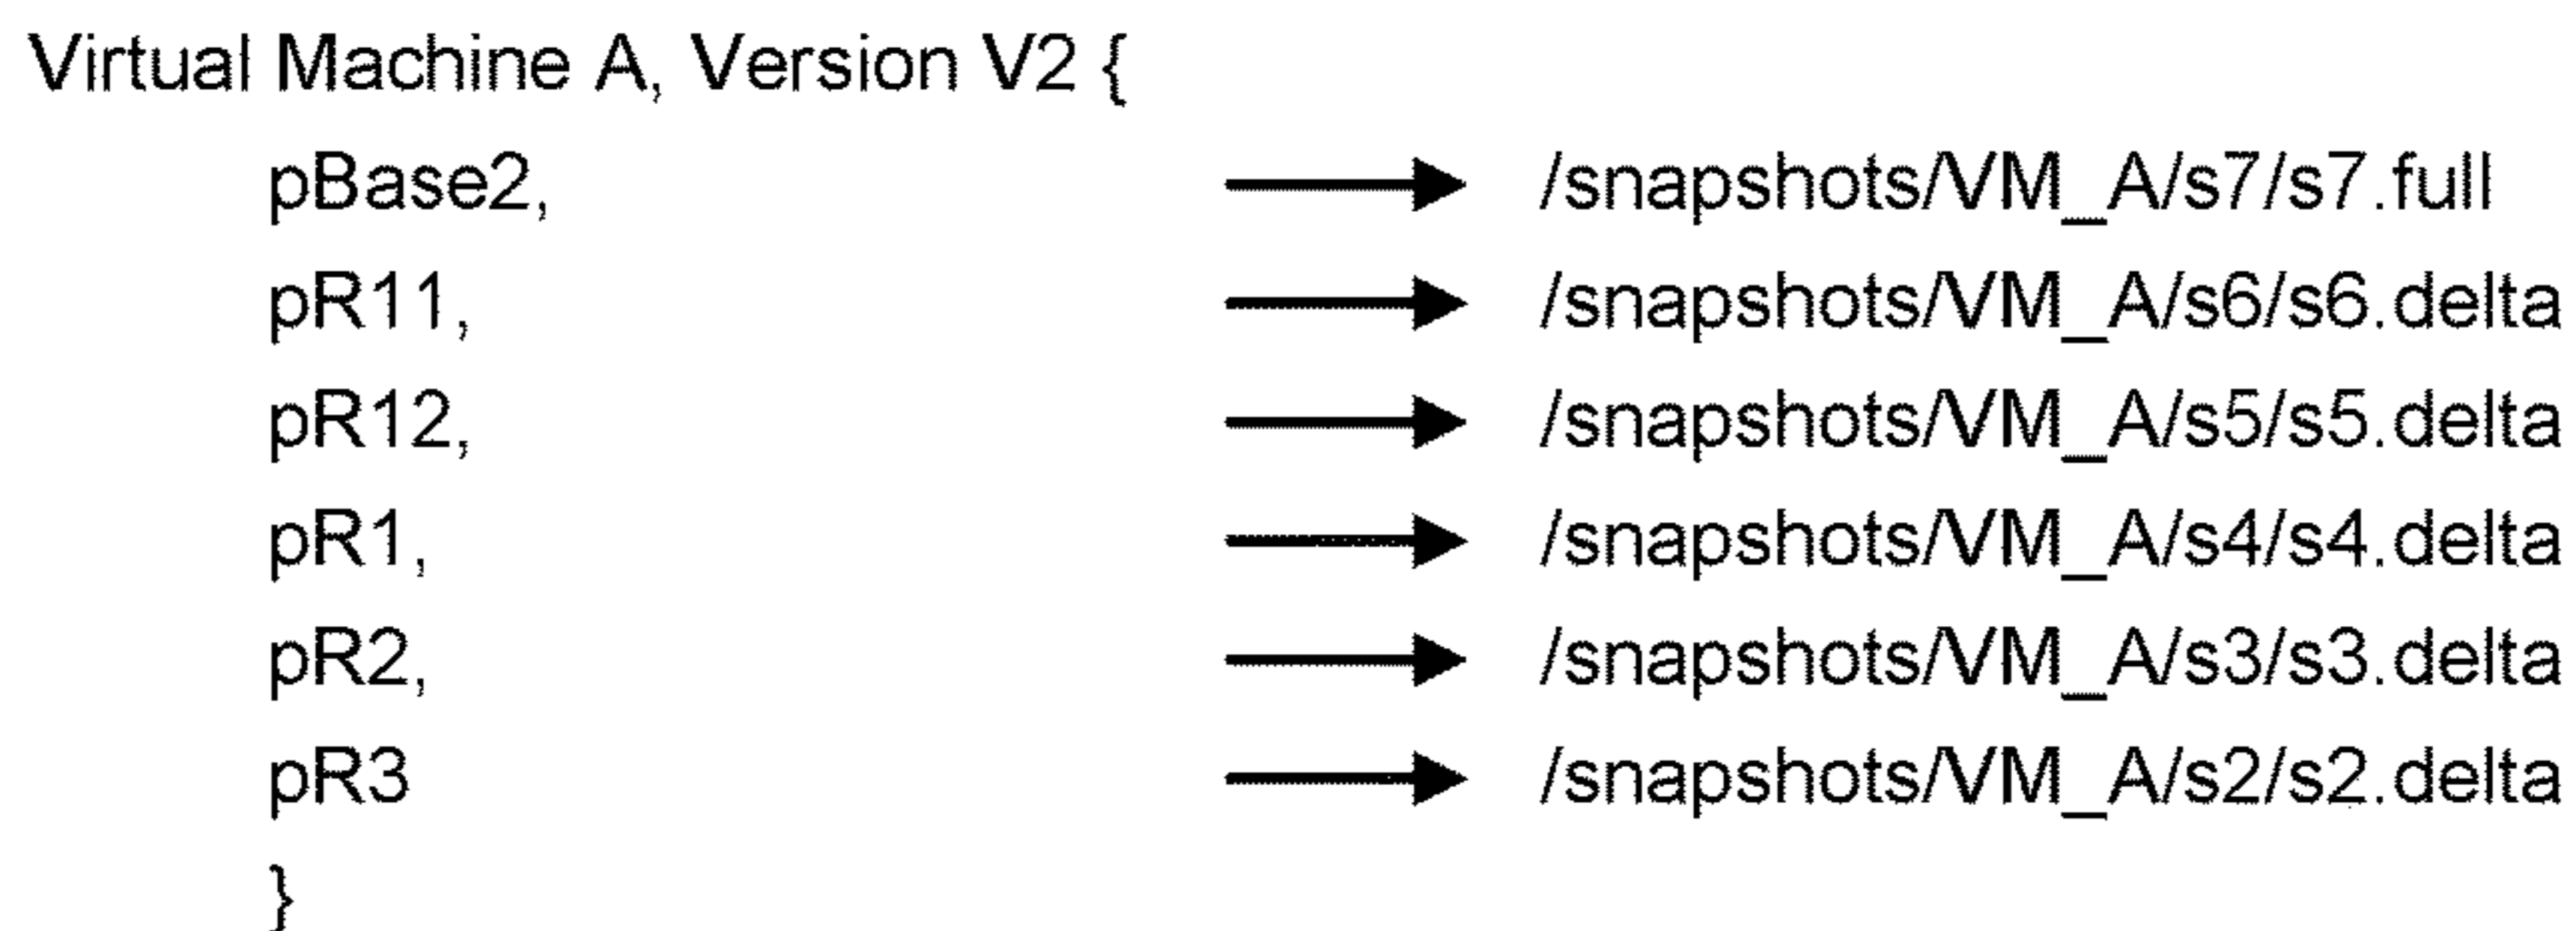 Virtual Machine A, Version V2 {
pBase2, /snapshots/VM_A/s7/s7.full
pR11, /snapshots/VM_A/s6/s6.delta
pR12, /snapshots/VM_A/s5/s5.delta
pR1, /snapshots/VM_A/s4/s4.delta
pR2, /snapshots/VM_A/s3/s3.delta
pR3 /snapshots/VM_A/s2/s2.delta
}